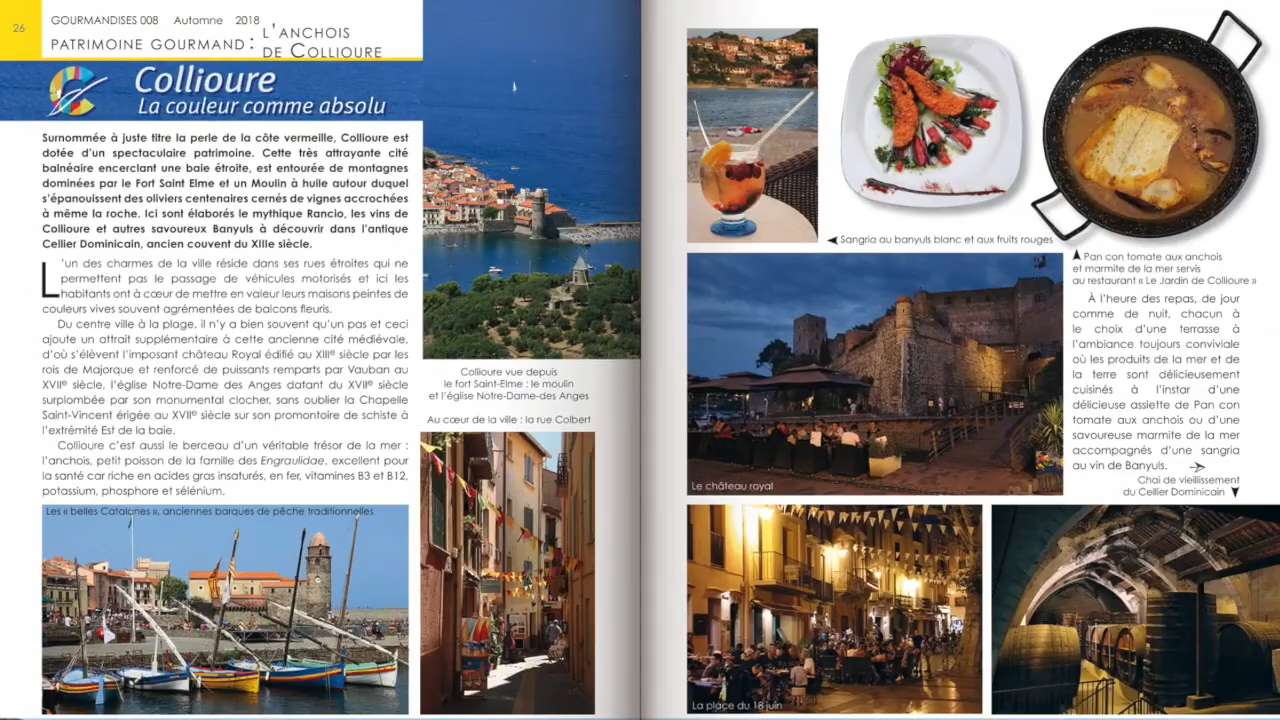 26
GOURMANDISES 008 Automne 2018
PATRIMOINE GOURMAND : L'ANCHOIS
DE COLLIOURE
Collioure
La couleur comme absolu
Surnommée à juste titre la perle de la côte vermeille, Collioure est
dotée d'un spectaculaire patrimoine. Cette très attrayante cité
balnéaire encerclant une baie étroite, est entourée de montagnes
dominées par le Fort Saint Elme et un Moulin à huile autour duquel
s'épanouissent des oliviers centenaires cernés de vignes accrochées
à même la roche. Ici sont élaborés le mythique Rancio, les vins de
Collioure et autres savoureux Banyuls à découvrir dans l'antique
Cellier Dominicain, ancien couvent du XIIIe siècle.
L'un des charmes de la ville réside dans ses rues étroites qui ne
permettent pas le passage de véhicules motorisés et ici les
habitants ont à cœur de mettre en valeur leurs maisons peintes de
couleurs vives souvent agrémentées de balcons fleuris.
Du centre ville à la plage, il n'y a bien souvent qu'un pas et ceci
ajoute un attrait supplémentaire à cette ancienne cité médiévale,
d'où s'élèvent l'imposant château Royal édifié au XIIIe siècle par les
rois de Majorque et renforcé de puissants remparts par Vauban au
XVIIe siècle, l'église Notre-Dame des Anges datant du XVIIe siècle
surplombée par son monumental clocher, sans oublier la Chapelle
Saint-Vincent érigée au XVIIe siècle sur son promontoire de schiste à
l'extrémité Est de la baie.
Collioure c'est aussi le berceau d'un véritable trésor de la mer :
l'anchois, petit poisson de la famille des Engraulidae, excellent pour
la santé car riche en acides gras insaturés, en fer, vitamines B3 et B12,
potassium, phosphore et sélénium.
Les « belles Catalanes », anciennes barques de pêche traditionnelles
Collioure vue depuis
le fort Saint-Elme : le moulin
et l'église Notre-Dame-des Anges
Au cœur de la ville : la rue Colbert
Sangria au banyuls blanc et aux fruits rouges
Pan con tomate aux anchois
et marmite de la mer servis
au restaurant « Le Jardin de Collioure »
À l'heure des repas, de jour
comme de nuit, chacun à
le choix d'une terrasse à
l'ambiance toujours conviviale
où les produits de la mer et de
la terre sont délicieusement
cuisinés à l'instar d'une
délicieuse assiette de Pan con
tomate aux anchois ou d'une
savoureuse marmite de la mer
accompagnés d'une sangria
au vin de Banyuls.
Chai de vieillissement
du Cellier Dominicain
Le château royal
La place du 18 juin